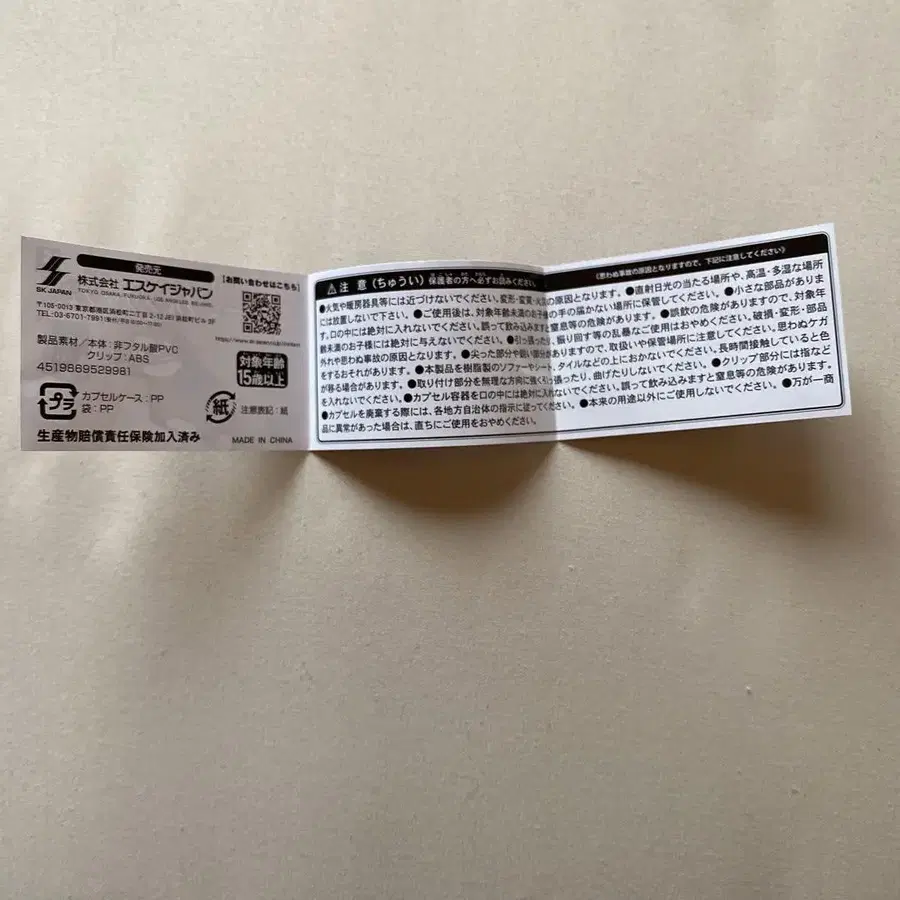 発売元
SK JAPAN
株式会社 エスケイジャパン
【お問い合わせはこちら】
〒105-0013 東京都港区浜松町二丁目2-12 JEI 浜松町ビル 3F
TEL:03-6701-7991
製品素材/本体:非フタル酸PVC
クリップ:ABS
4519869529981
対象年齢
15歳以上
プラ
カプセルケース:PP
袋:PP
紙
注意表記:紙
生産物賠償責任保険加入済み
MADE IN CHINA
⚠注 意(ちゅうい) 保護者の方へ必ずお読みください。
《思わぬ事故の原因となりますので、下記に注意してください》
●火気や暖房器具等には近づけないでください。変形・変質・火災の原因となります。●直射日光の当たる場所や、高温・多湿な場所
には放置しないで下さい。●ご使用後は、対象年齢未満のお子様の手の届かない場所に保管してください。●小さな部品がありま
す。口の中には絶対に入れないでください。誤って飲み込みますと窒息等の危険があります。●誤飲の危険がありますので、対象年
齢未満のお子様には絶対に与えないでください。●引っ張ったり、振り回す等の乱暴なご使用はおやめください。破損・変形・部品
外れや思わぬ事故の原因となります。●尖った部分や鋭い部分がありますので、取扱いや保管場所に注意してください。思わぬケガ
をするおそれがあります。●本製品を樹脂製のソファーやシート、タイルなどの上におかないでください。長時間接触していると色
が移る場合があります。●取り付け部分を無理な方向に強く引っ張ったり、曲げたりしないでください。●クリップ部分には指など
を入れないでください。●カプセル容器を口の中には絶対に入れないでください。誤って飲み込みますと窒息等の危険があります。
●カプセルを廃棄する際には、各地方自治体の指示に従ってください。●本来の用途以外にご使用しないでください。●万が一商
品に異常があった場合は、直ちにご使用をおやめください。